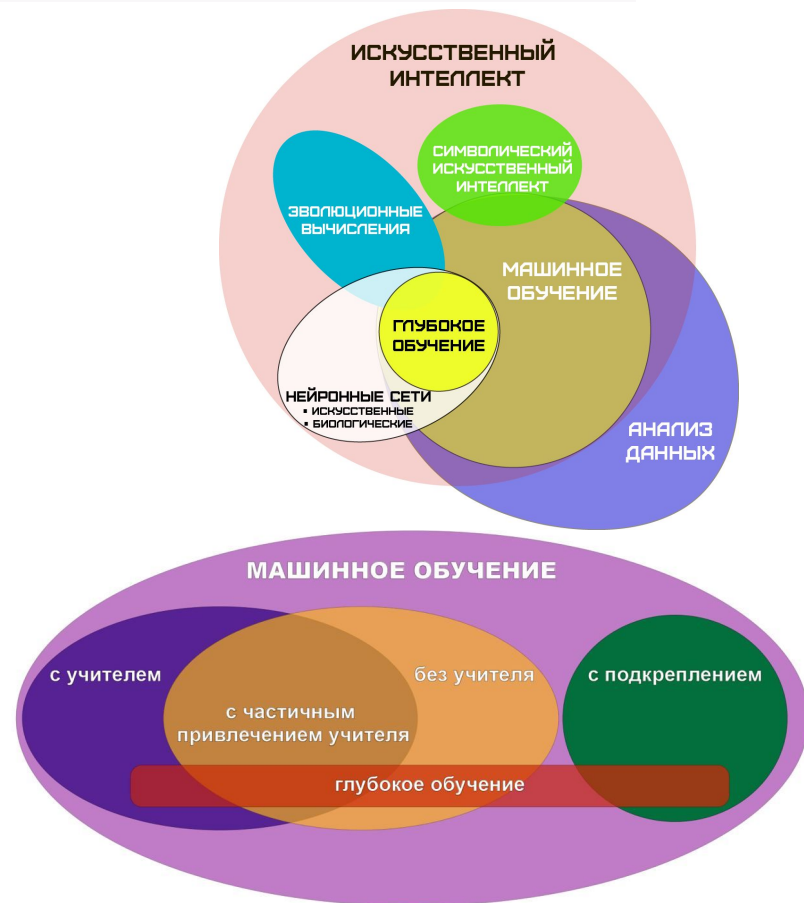 ИСКУССТВЕННЫЙ
ИНТЕЛЛЕКТ
СИМВОЛИЧЕСКИЙ
ИСКУССТВЕННЫЙ
ИНТЕЛЛЕКТ
ЭВОЛЮЦИОННЫЕ
ВЫЧИСЛЕНИЯ
МАШИННОЕ
ОБУЧЕНИЕ
ГЛУБОКОЕ
ОБУЧЕНИЕ
НЕЙРОННЫЕ СЕТИ
▪ ИСКУССТВЕННЫЕ
▪ БИОЛОГИЧЕСКИЕ
АНАЛИЗ
ДАННЫХ
МАШИННОЕ ОБУЧЕНИЕ
с учителем
без учителя
с подкреплением
с частичным
привлечением учителя
глубокое обучение